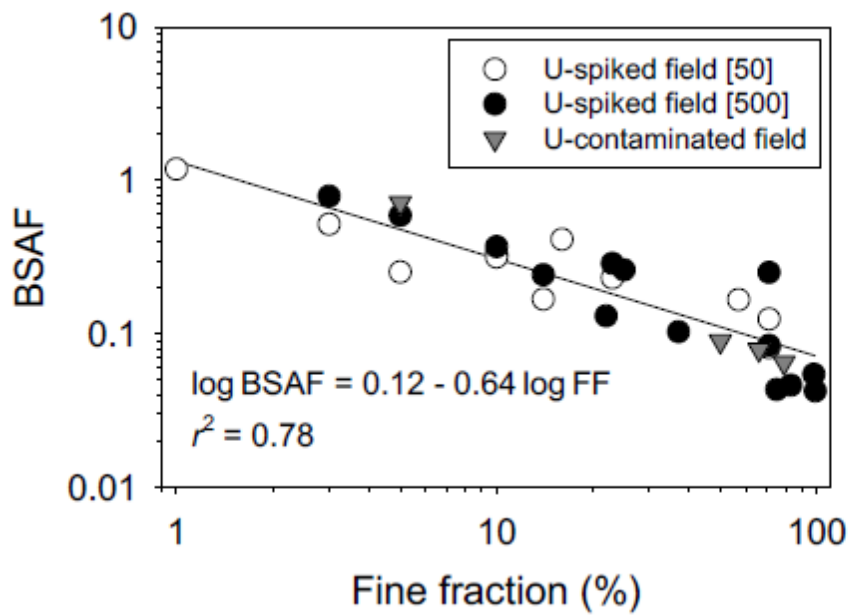 10
1
0.1
0.01
BSAF
U-spiked field [50]
U-spiked field [500]
U-contaminated field
log BSAF = 0.12 - 0.64 log FF
r² = 0.78
1 10 100
Fine fraction (%)